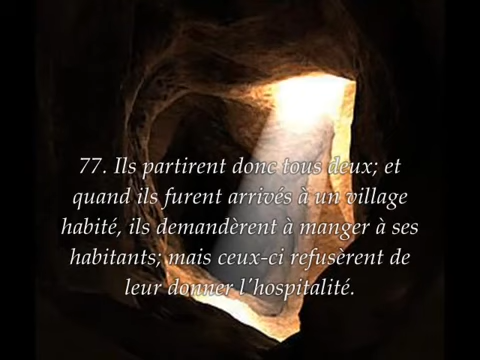 77. Ils partirent donc tous deux; et
quand ils furent arrivés à un village
habité, ils demandèrent à manger à ses
habitants; mais ceux-ci refusèrent de
leur donner l'hospitalité.